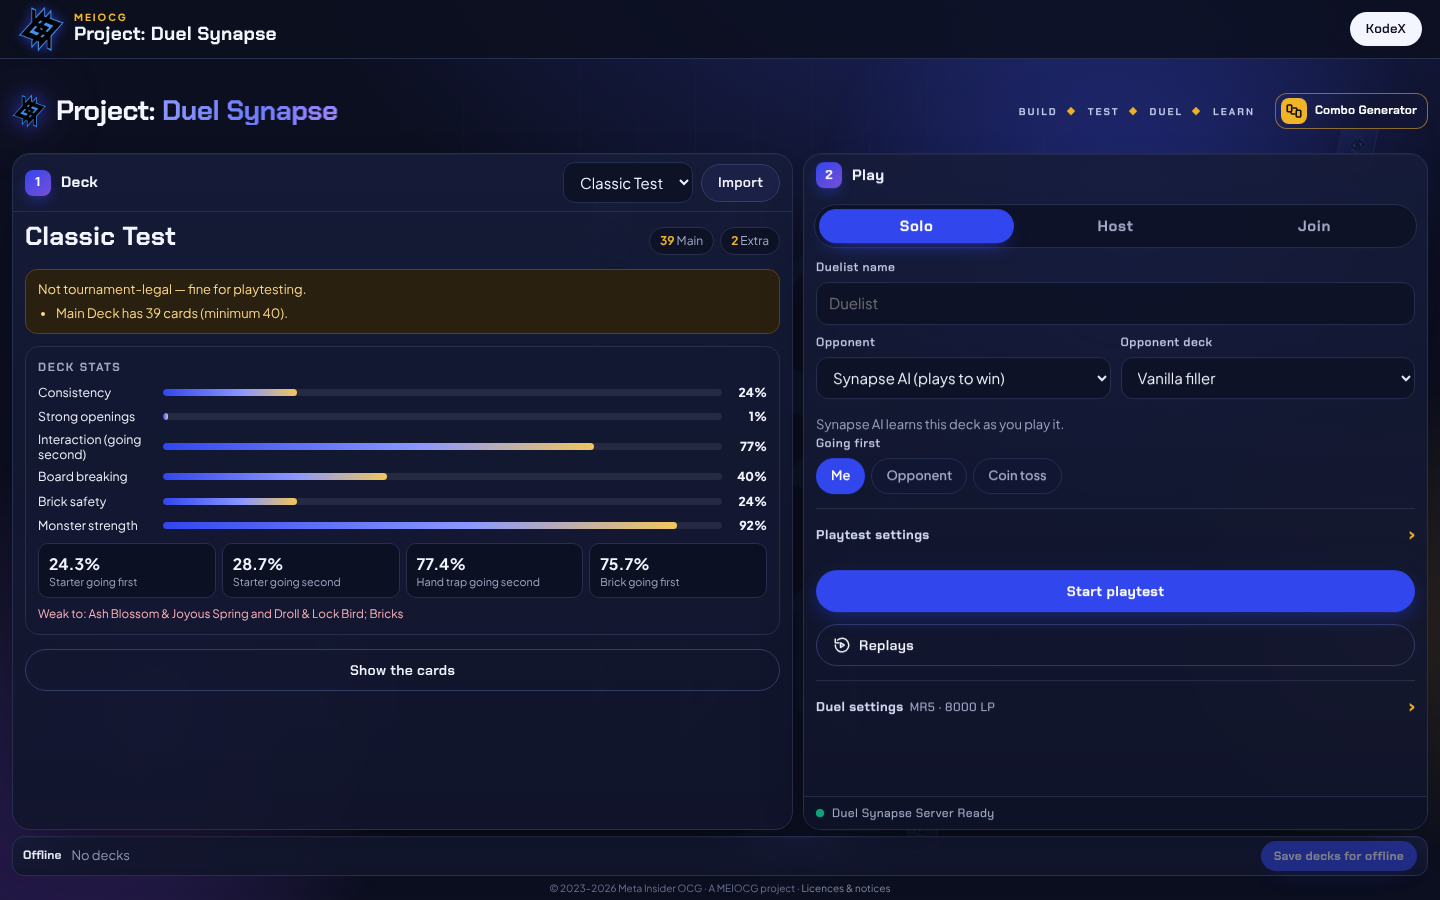 MEIOCG
Project: Duel Synapse
KodeX
Project: Duel Synapse
BUILD ◆ TEST ◆ DUEL ◆ LEARN
Combo Generator
1 Deck
Classic Test
Import
Classic Test
39 Main
2 Extra
Not tournament-legal — fine for playtesting.
• Main Deck has 39 cards (minimum 40).
DECK STATS
Consistency 24%
Strong openings 1%
Interaction (going
second) 77%
Board breaking 40%
Brick safety 24%
Monster strength 92%
24.3%
Starter going first
28.7%
Starter going second
77.4%
Hand trap going second
75.7%
Brick going first
Weak to: Ash Blossom & Joyous Spring and Droll & Lock Bird; Bricks
Show the cards
2 Play
Solo
Host
Join
Duelist name
Duelist
Opponent
Synapse AI (plays to win)
Opponent deck
Vanilla filler
Synapse AI learns this deck as you play it.
Going first
Me
Opponent
Coin toss
Playtest settings
Start playtest
Replays
Duel settings MR5 · 8000 LP
Duel Synapse Server Ready
Offline No decks
Save decks for offline
© 2023–2026 Meta Insider OCG · A MEIOCG project · Licences & notices